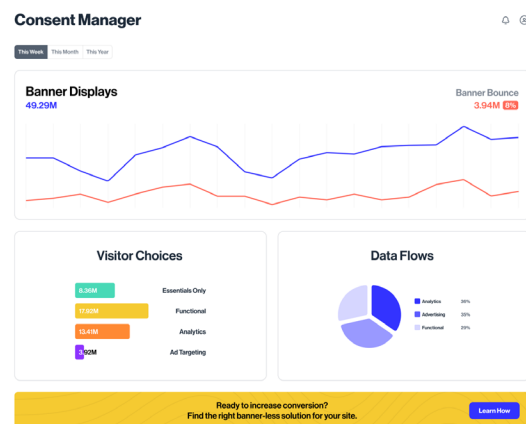 Consent Manager
This Week This Month This Year
Banner Displays
49.29M
Banner Bounce
3.94M 8%
Visitor Choices
8.36M Essentials Only
17.92M Functional
13.41M Analytics
3.92M Ad Targeting
Data Flows
Analytics
Advertising 33%
Functional
Ready to increase conversion?
Find the right banner-less solution for your site.
Learn How